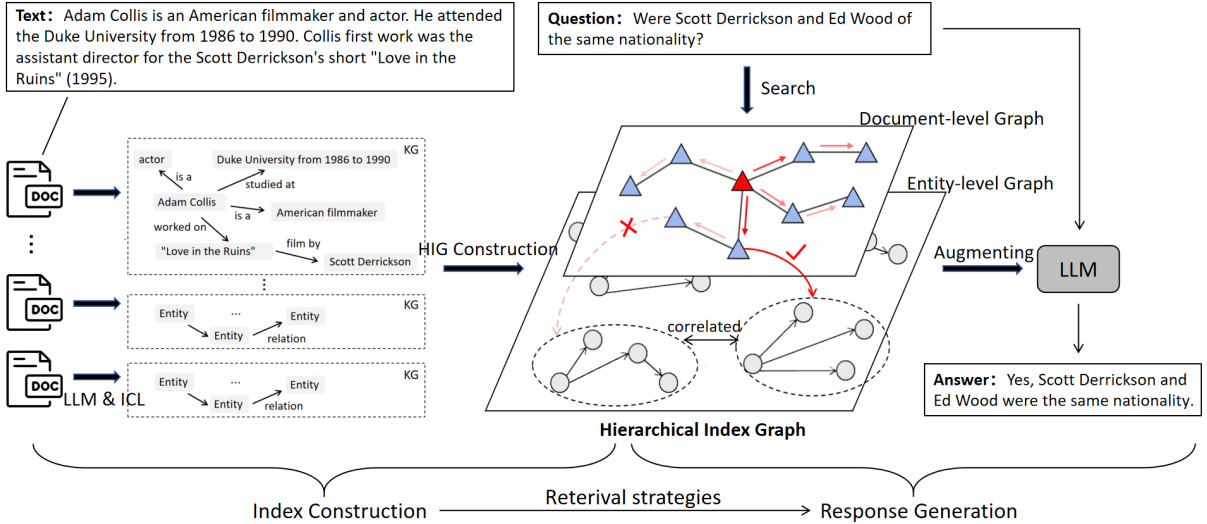 Text： Adam Collis is an American filmmaker and actor. He attended
the Duke University from 1986 to 1990. Collis first work was the
assistant director for the Scott Derrickson's short "Love in the
Ruins" (1995).
Question： Were Scott Derrickson and Ed Wood of
the same nationality?
Search
Document-level Graph
Entity-level Graph
DOC
KG
actor
Duke University from 1986 to 1990
is a
studied at
Adam Collis
is a
American filmmaker
worked on
"Love in the Ruins"
film by
Scott Derrickson
HIG Construction
Augmenting
LLM
DOC
KG
Entity
...
Entity
Entity
relation
correlated
DOC
LLM & ICL
KG
Entity
...
Entity
Entity
relation
Answer： Yes, Scott Derrickson and
Ed Wood were the same nationality.
Hierarchical Index Graph
Index Construction
Reterival strategies
Response Generation